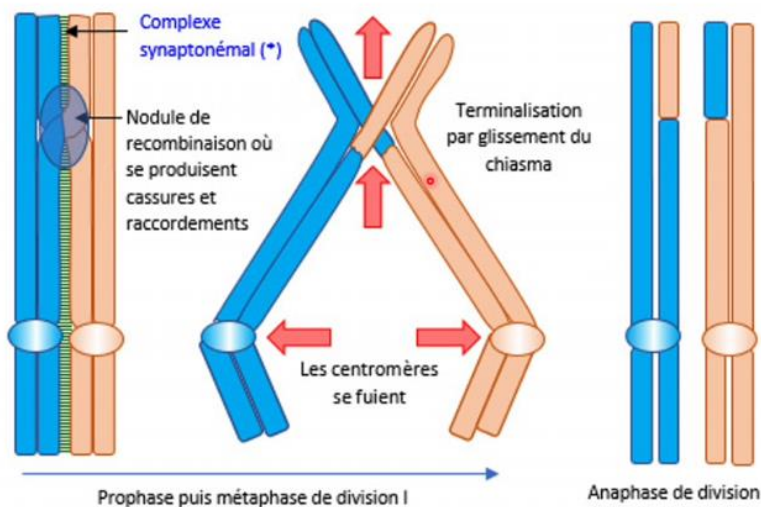 Complexe
synaptonémal (*)
Nodule de
recombinaison où
se produisent
cassures et
raccordements
Terminalisation
par glissement du
chiasma
Les centromères
se fuient
Prophase puis métaphase de division I
Anaphase de division